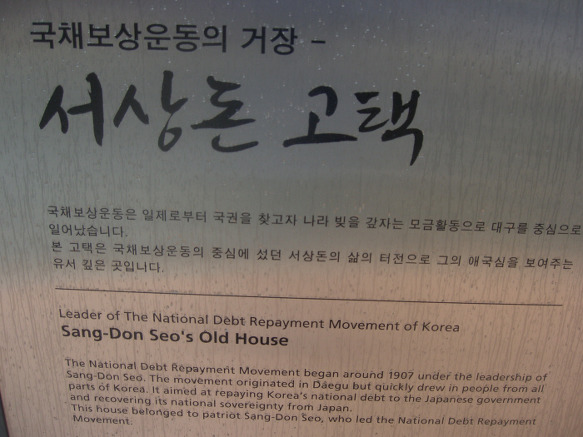 국채보상운동의 거장 –
서상돈 고택
국채보상운동은 일제로부터 국권을 찾고자 나라 빚을 갚자는 모금활동으로 대구를 중심으로
일어났습니다.
본 고택은 국채보상운동의 중심에 섰던 서상돈의 삶의 터전으로 그의 애국심을 보여주는
유서 깊은 곳입니다.
Leader of The National Debt Repayment Movement of Korea
Sang-Don Seo's Old House
The National Debt Repayment Movement began around 1907 under the leadership of
Sang-Don Seo. The movement originated in Daegu but quickly drew in people from all
parts of Korea. It aimed at repaying Korea's national debt to the Japanese government
and recovering its national sovereignty from Japan.
This house belonged to patriot Sang-Don Seo, who led the National Debt Repayment
Movement.